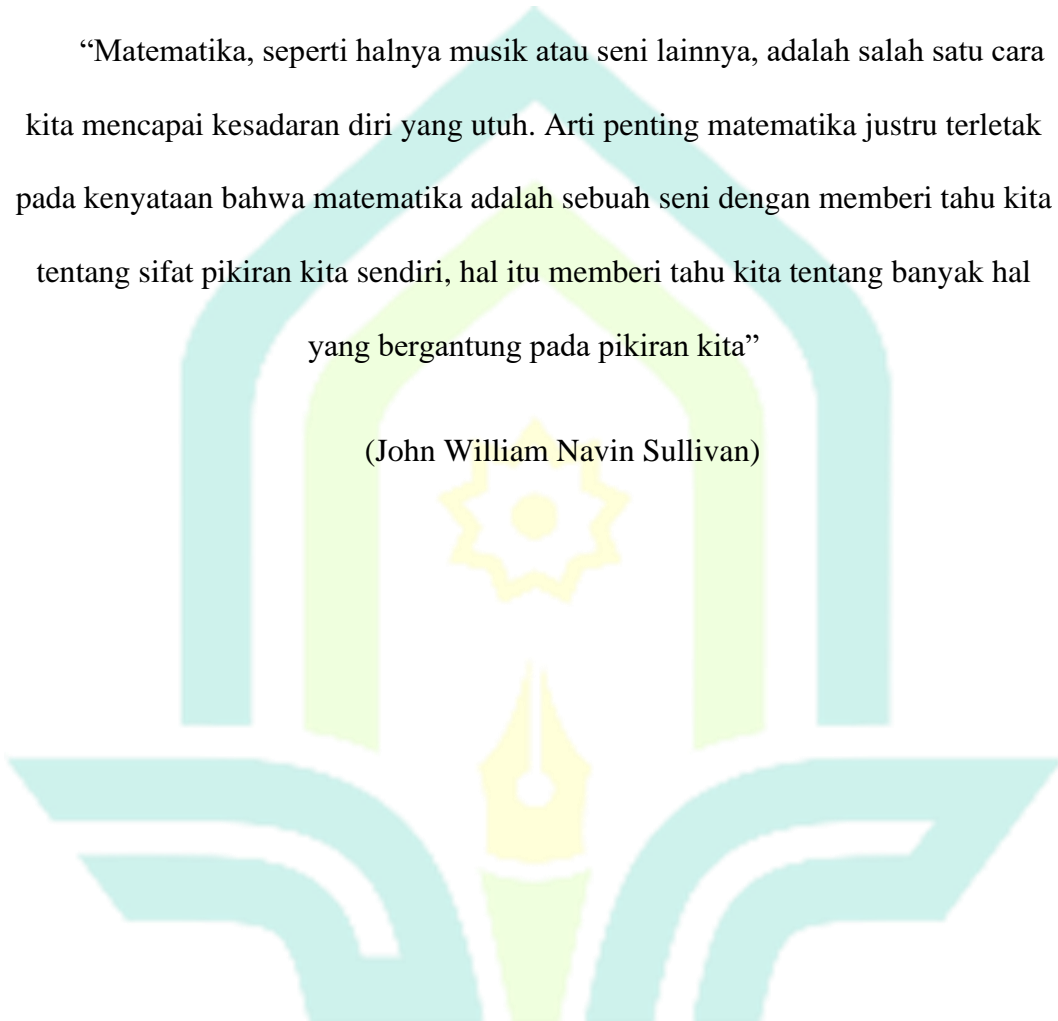 “Matematika, seperti halnya musik atau seni lainnya, adalah salah satu cara
kita mencapai kesadaran diri yang utuh. Arti penting matematika justru terletak
pada kenyataan bahwa matematika adalah sebuah seni dengan memberi tahu kita
tentang sifat pikiran kita sendiri, hal itu memberi tahu kita tentang banyak hal
yang bergantung pada pikiran kita”
(John William Navin Sullivan)